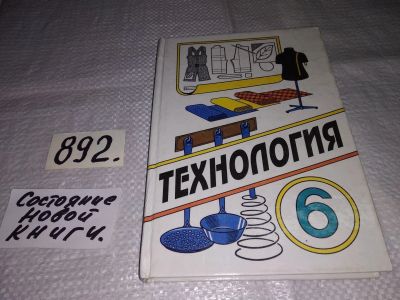 892.
Состояние
новой
книги.
ТЕХНОЛОГИЯ
6